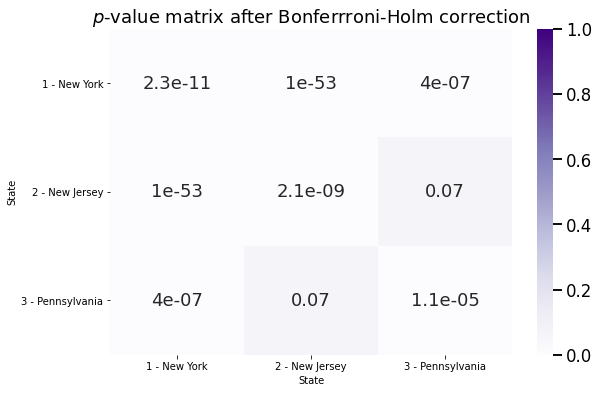 p-value matrix after Bonferrroni-Holm correction
1.0
1 - New York 2.3e-11 1e-53 4e-07
0.8
0.6
State
2 - New Jersey 1e-53 2.1e-09 0.07
0.4
0.2
3 - Pennsylvania 4e-07 0.07 1.1e-05
0.0
1 - New York 2 - New Jersey 3 - Pennsylvania
State